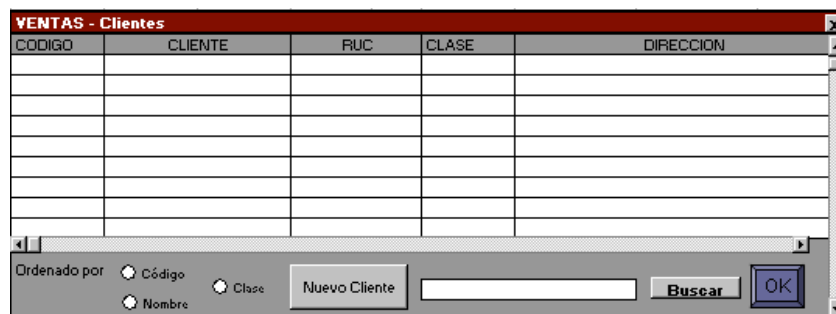 VENTAS - Clientes
CODIGO CLIENTE RUC CLASE DIRECCION
Ordenado por Código Clase Nuevo Cliente Buscar OK
Nombre